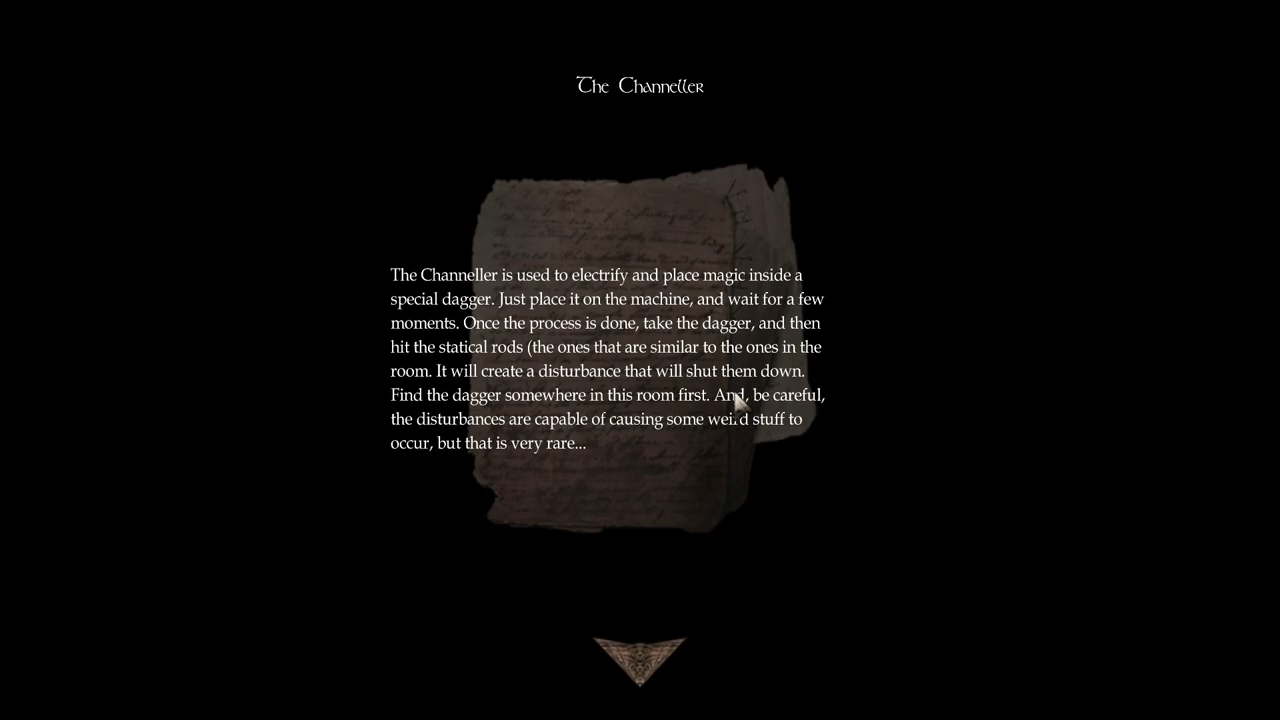 The Channeller
The Channeller is used to electrify and place magic inside a
special dagger. Just place it on the machine, and wait for a few
moments. Once the process is done, take the dagger, and then
hit the statical rods (the ones that are similar to the ones in the
room. It will create a disturbance that will shut them down.
Find the dagger somewhere in this room first. And, be careful,
the disturbances are capable of causing some weird stuff to
occur, but that is very rare...